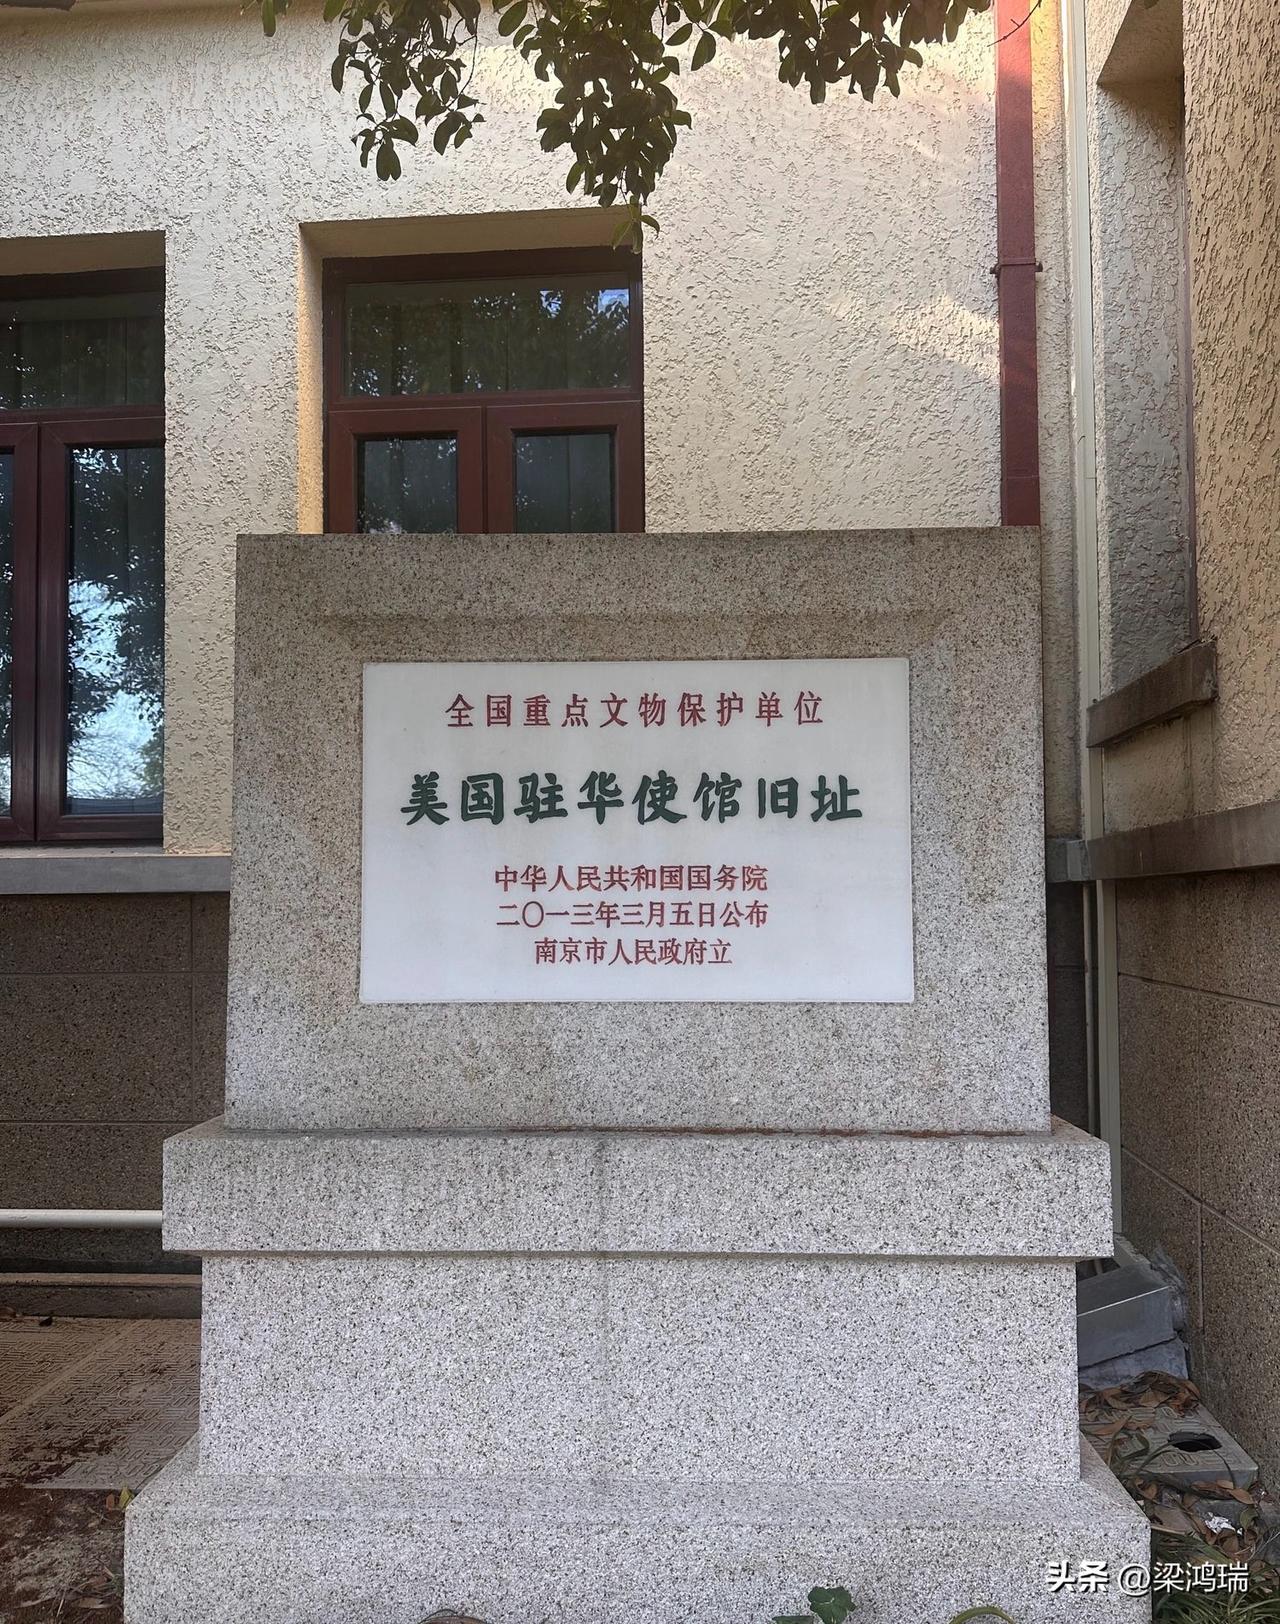 全国重点文物保护单位
美国驻华使馆旧址
中华人民共和国国务院
二〇一三年三月五日公布
南京市人民政府立
头条 @梁鸿瑞